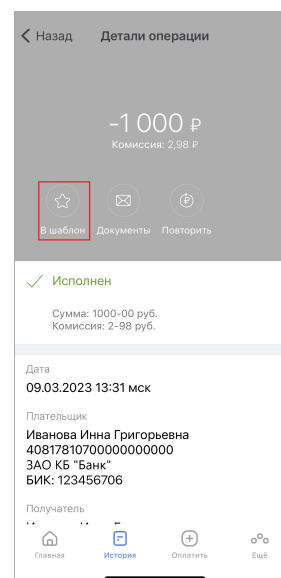 Назад Детали операции
-1 000 ₽
Комиссия: 2,98 ₽
В шаблон Документы Повторить
Исполнен
Сумма: 1000-00 руб.
Комиссия: 2-98 руб.
Дата
09.03.2023 13:31 мск
Плательщик
Иванова Инна Григорьевна
40817810700000000000
ЗАО КБ "Банк"
БИК: 123456706
Получатель
Главная История Оплатить Ещё